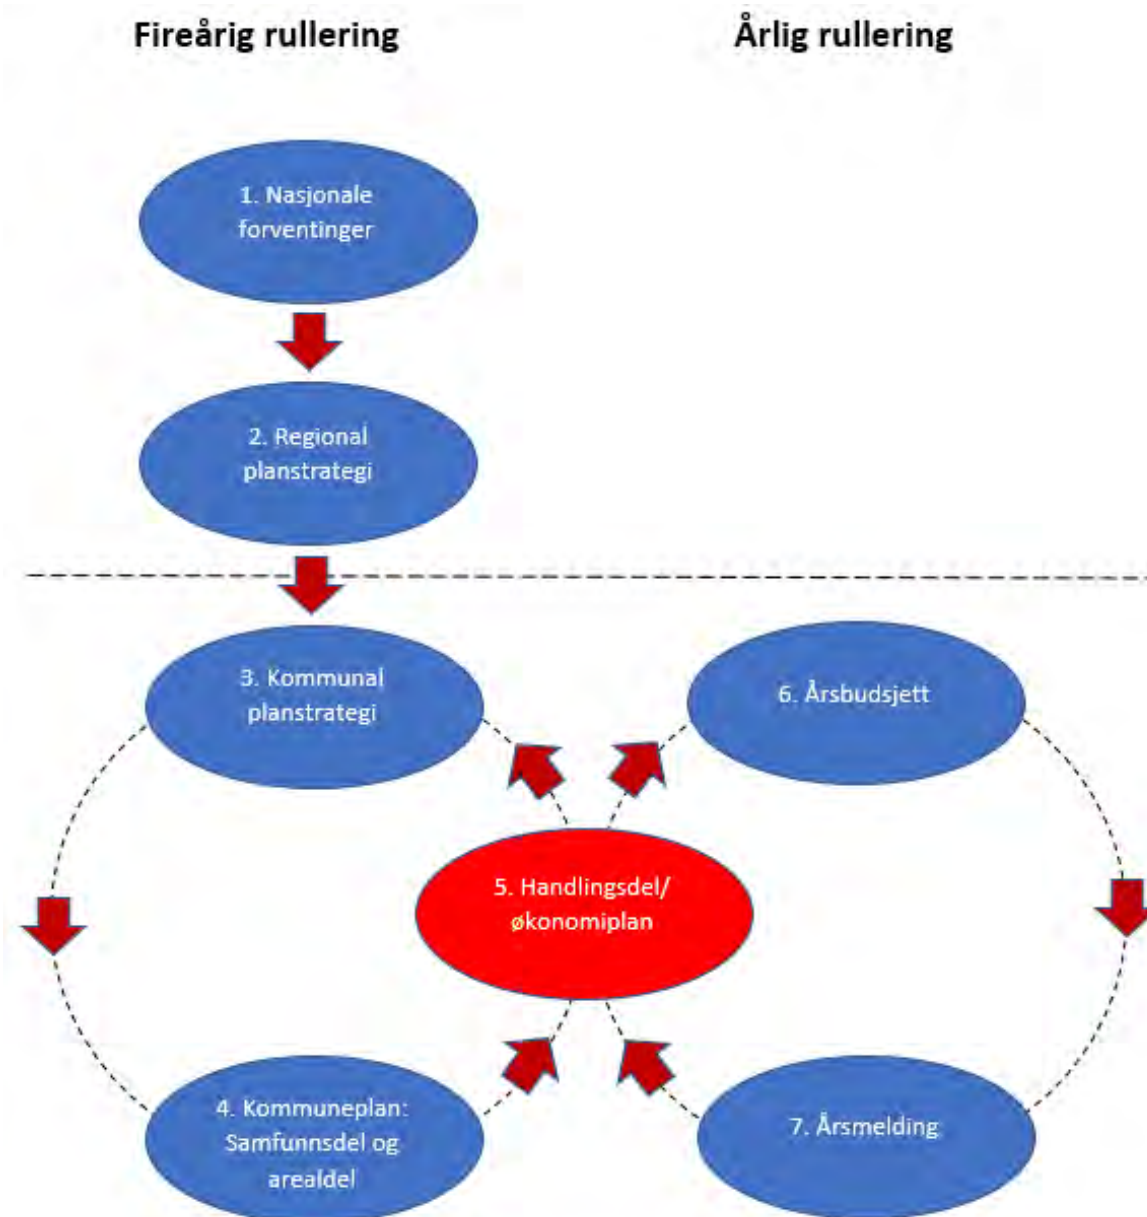 Fireårig rullering
Årlig rullering
1. Nasjonale
forventinger
2. Regional
planstrategi
3. Kommunal
planstrategi
6. Årsbudsjett
5. Handlingsdel/
økonomiplan
4. Kommuneplan:
Samfunnsdel og
arealdel
7. Årsmelding